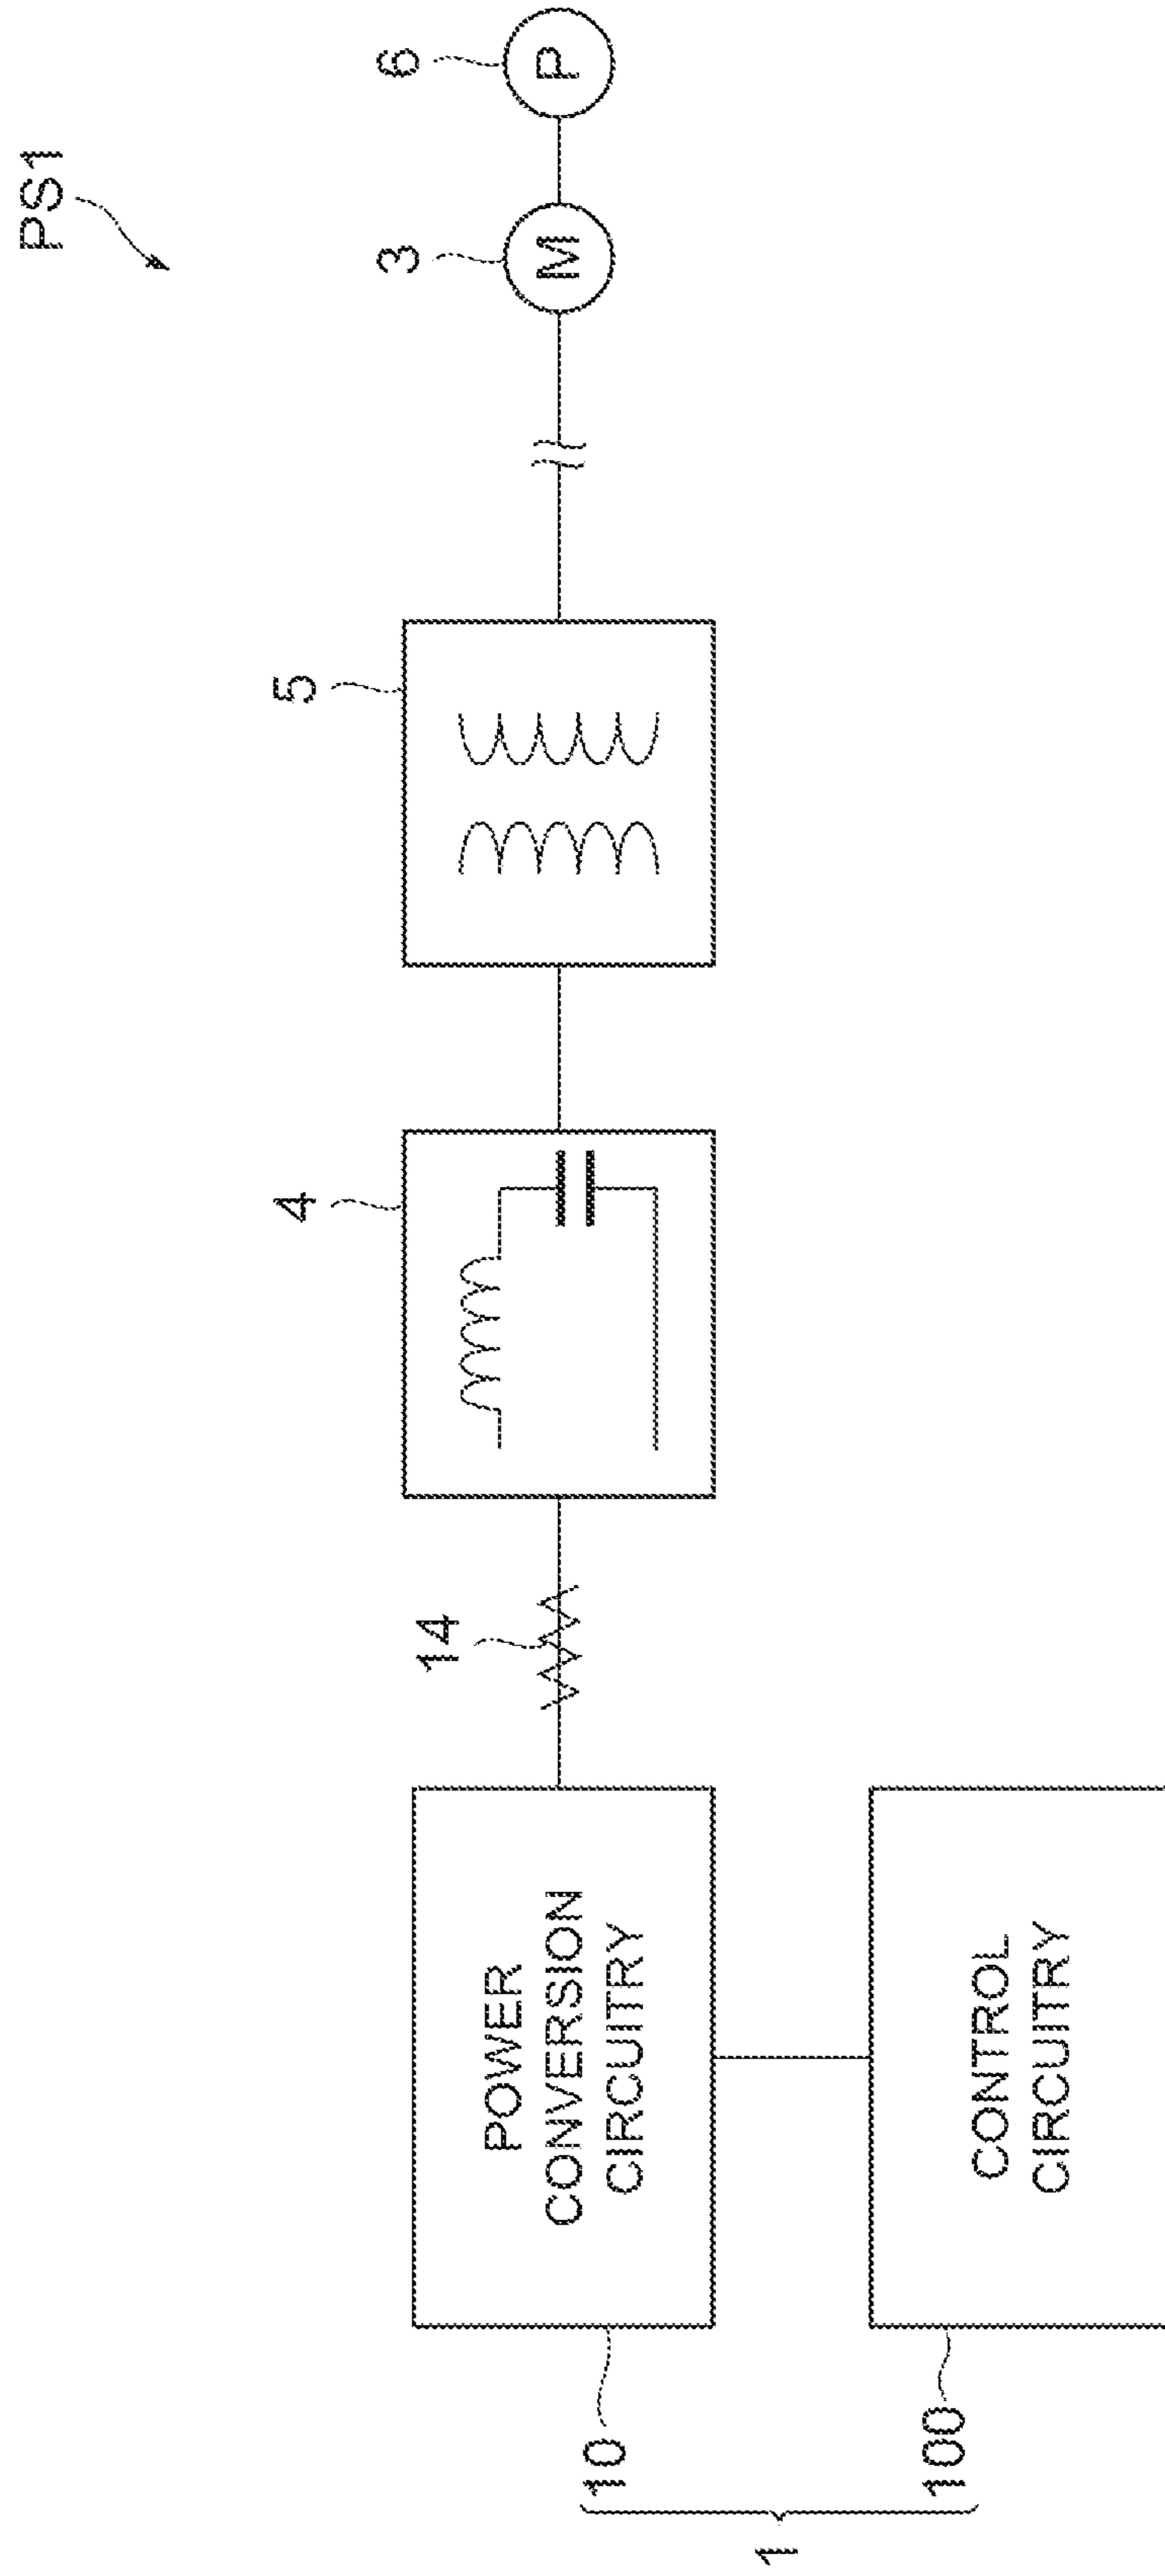 PS1
1
10
POWER
CONVERSION
CIRCUITRY
14
4
5
3
M
6
P
100
CONTROL
CIRCUITRY